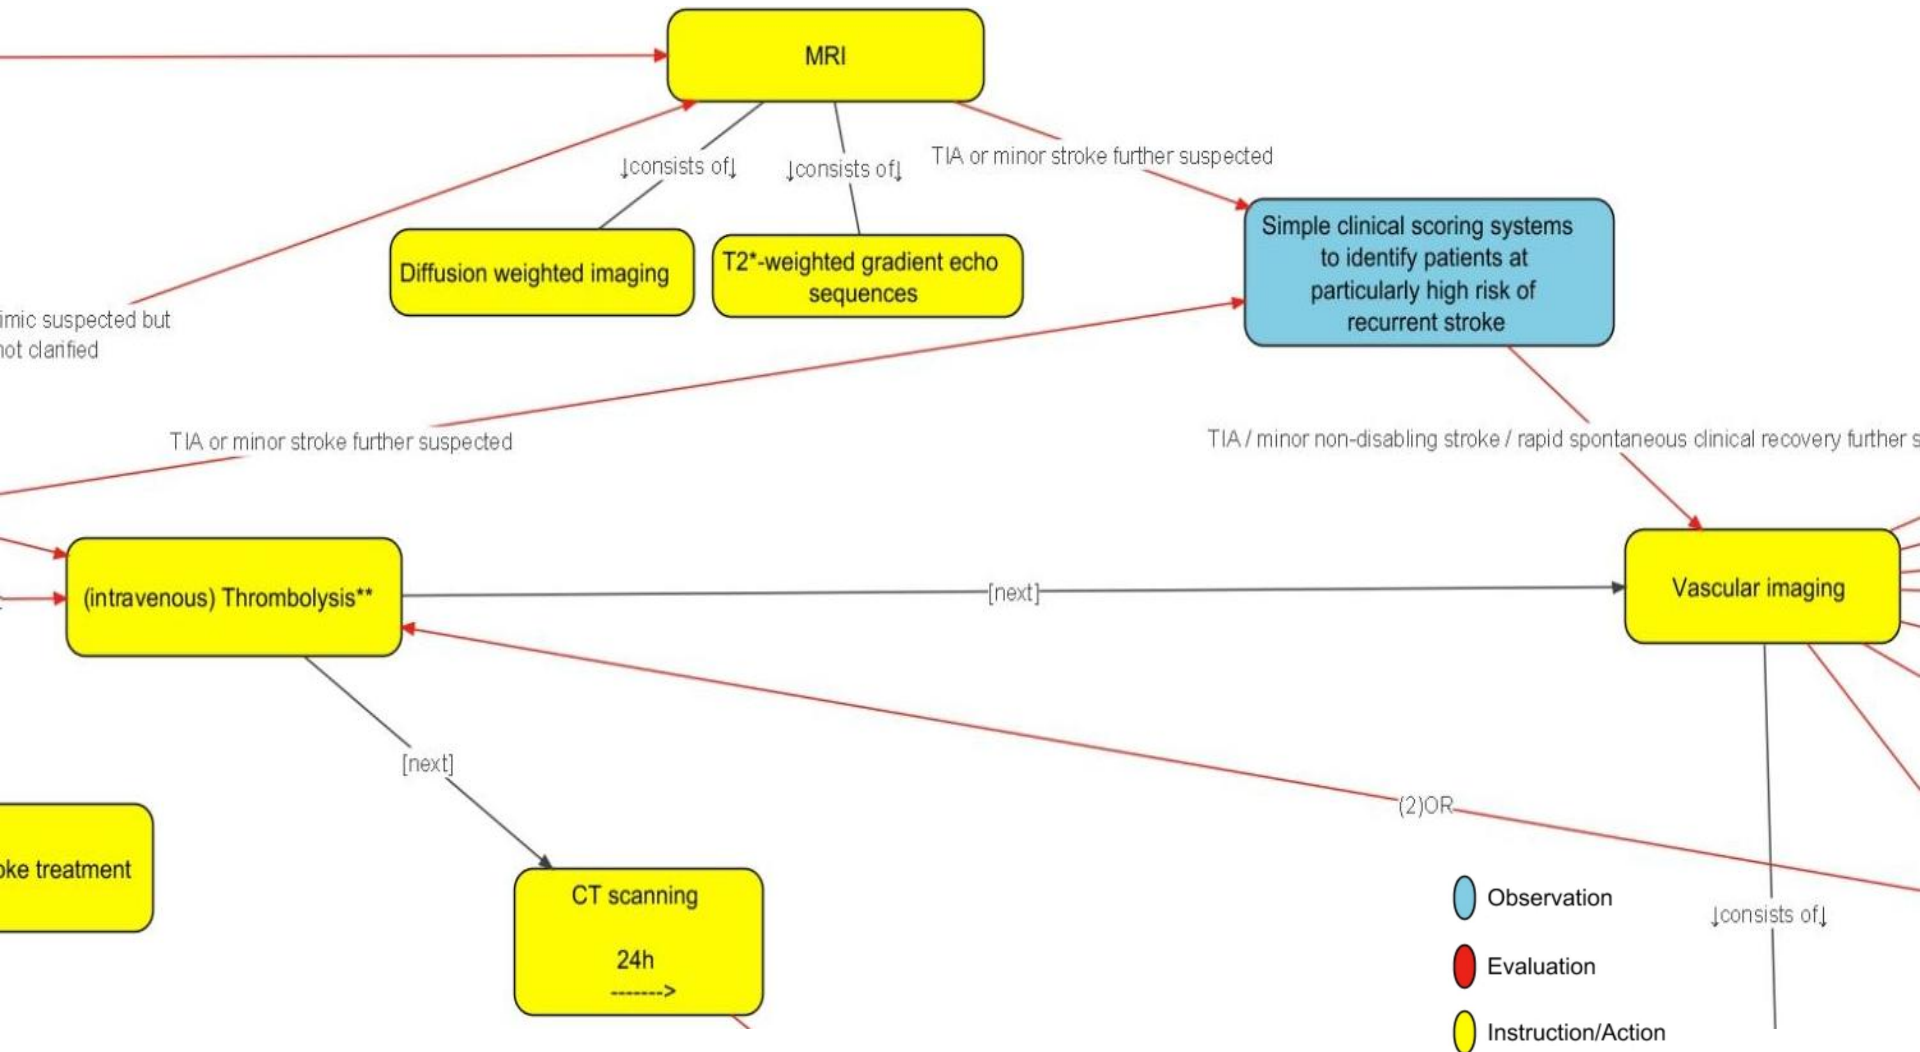 MRI
↓consists of↓
↓consists of↓
TIA or minor stroke further suspected
Diffusion weighted imaging
T2*-weighted gradient echo
sequences
Simple clinical scoring systems
to identify patients at
particularly high risk of
recurrent stroke
suspected but
not clarified
TIA or minor stroke further suspected
TIA / minor non-disabling stroke / rapid spontaneous clinical recovery further
(intravenous) Thrombolysis**
[next]
Vascular imaging
[next]
(2)OR
treatment
CT scanning
24h
------->
↓consists of↓
Observation
Evaluation
Instruction/Action